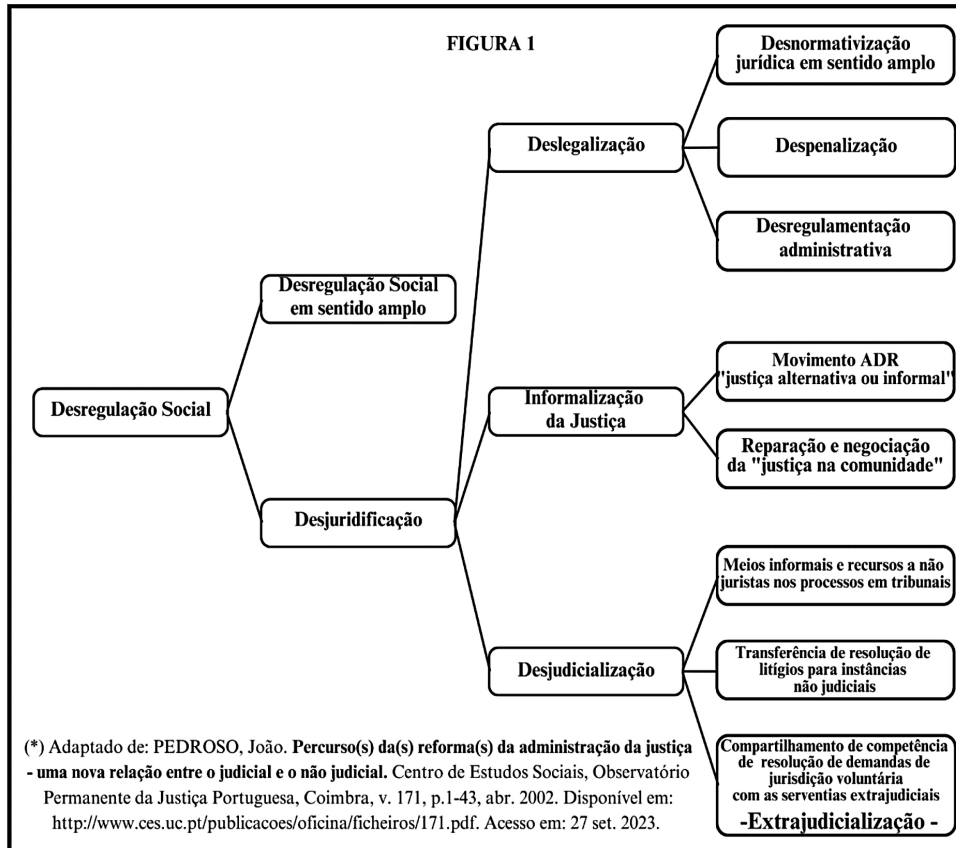 FIGURA 1
Desnormativização
jurídica em sentido amplo
Deslegalização
Despenalização
Desregulamentação
administrativa
Desregulação Social
em sentido amplo
Desregulação Social
Informalização
da Justiça
Movimento ADR
"justiça alternativa ou informal"
Reparação e negociação
da "justiça na comunidade"
Desjuridificação
Desjudicialização
Meios informais e recursos a não
juristas nos processos em tribunais
Transferência de resolução de
litígios para instâncias
não judiciais
Compartilhamento de competência
de resolução de demandas de
jurisdição voluntária
com as serventias extrajudiciais
-Extrajudicialização -
(*) Adaptado de: PEDROSO, João. Percurso(s) da(s) reforma(s) da administração da justiça
- uma nova relação entre o judicial e o não judicial. Centro de Estudos Sociais, Observatório
Permanente da Justiça Portuguesa, Coimbra, v. 171, p.1-43, abr. 2002. Disponível em:
http://www.ces.uc.pt/publicacoes/oficina/ficheiros/171.pdf. Acesso em: 27 set. 2023.